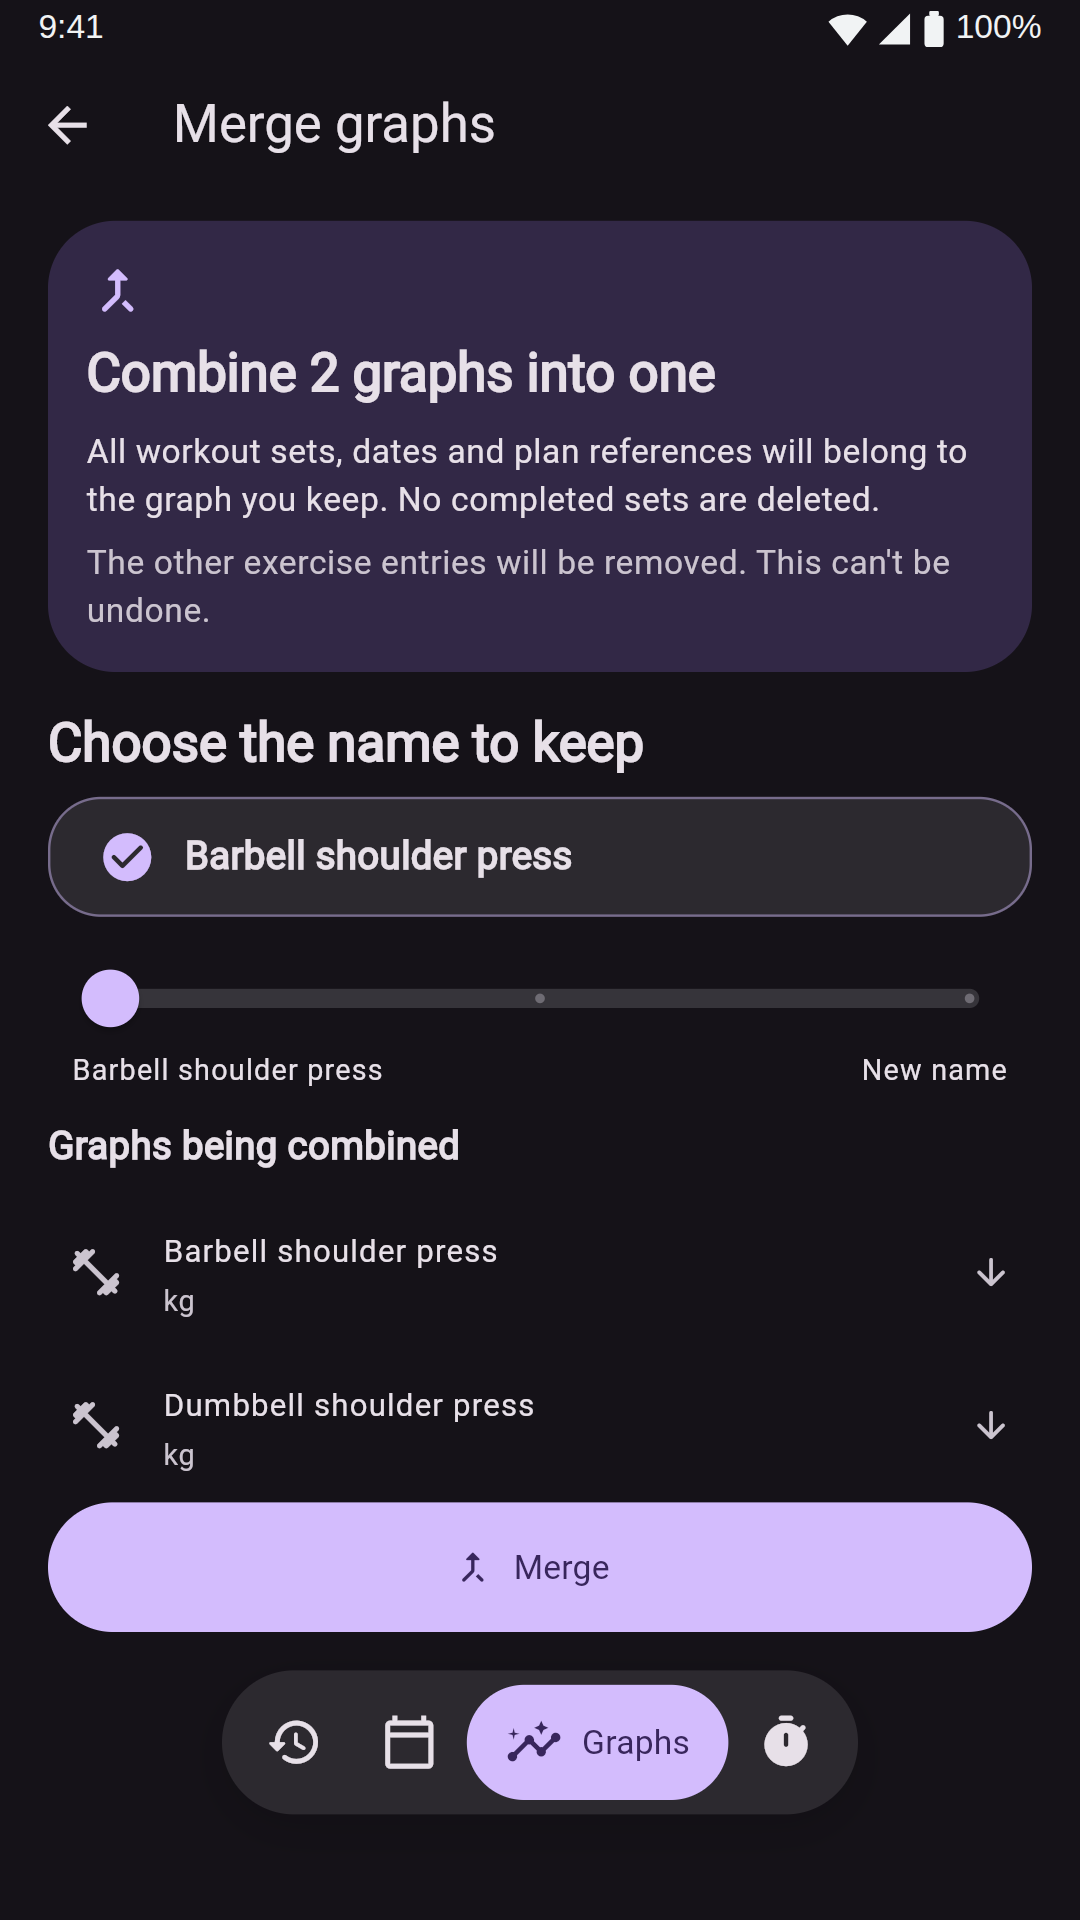 9:41
100%
Merge graphs
Combine 2 graphs into one
All workout sets, dates and plan references will belong to
the graph you keep. No completed sets are deleted.
The other exercise entries will be removed. This can't be
undone.
Choose the name to keep
Barbell shoulder press
Barbell shoulder press
New name
Graphs being combined
Barbell shoulder press
kg
Dumbbell shoulder press
kg
Merge
Graphs